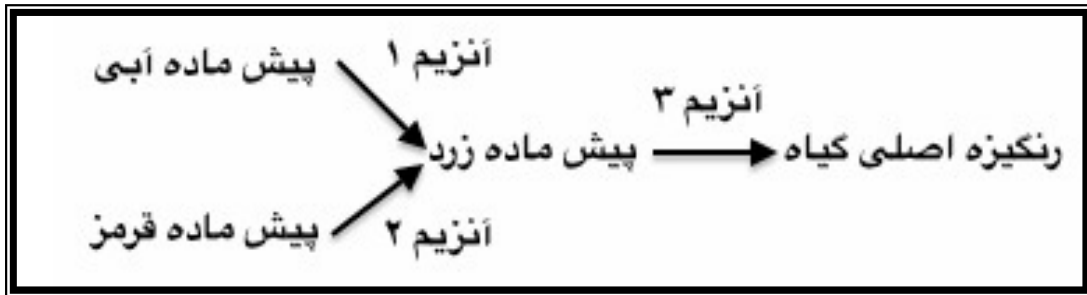 پیش ماده آبی
آنزیم ۱
آنزیم ۳
پیش ماده زرد
رنگیزه اصلی گیاه
پیش ماده قرمز
آنزیم ۲